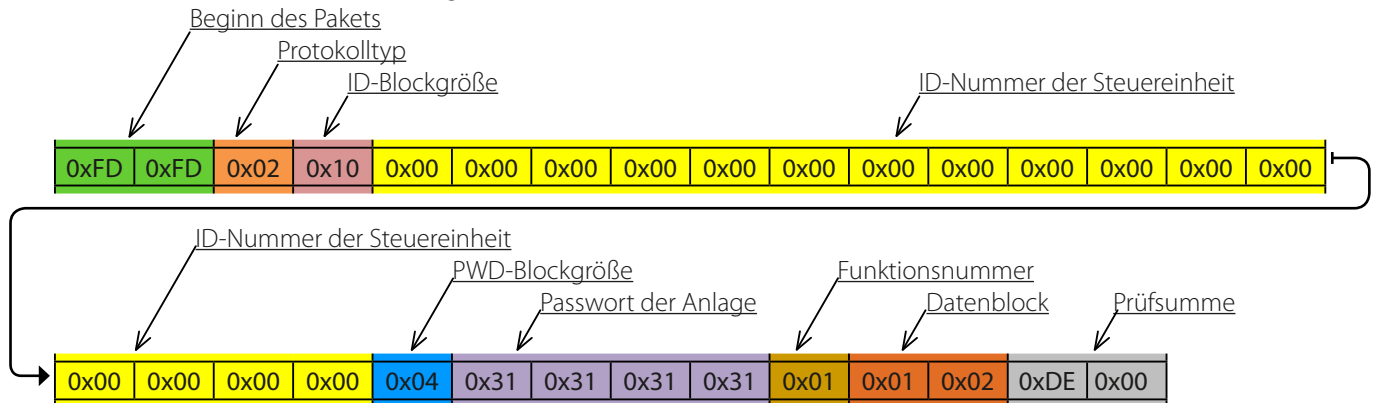 Beginn des Pakets
Protokolltyp
ID-Blockgröße ID-Nummer der Steuereinheit
0xFD 0xFD 0x02 0x10 0x00 0x00 0x00 0x00 0x00 0x00 0x00 0x00 0x00 0x00 0x00 0x00
ID-Nummer der Steuereinheit
PWD-Blockgröße Funktionsnummer
Passwort der Anlage Datenblock Prüfsumme
0x00 0x00 0x00 0x00 0x04 0x31 0x31 0x31 0x31 0x01 0x01 0x02 0xDE 0x00